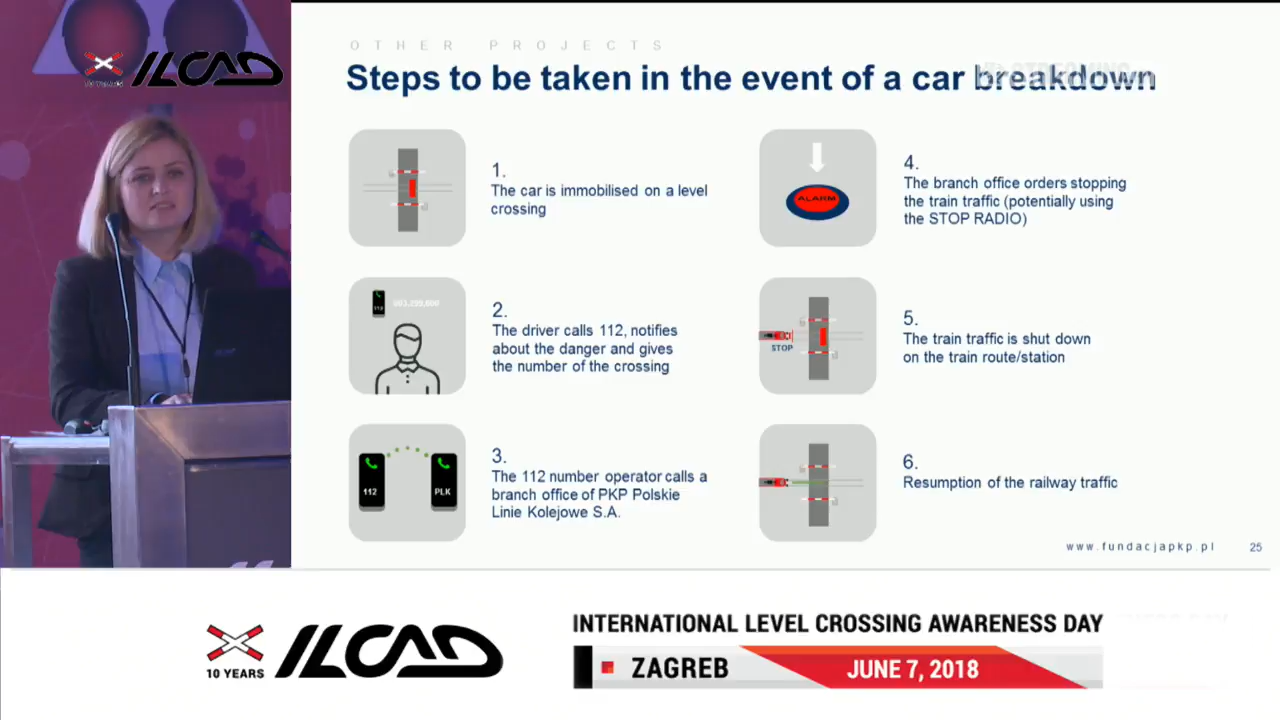 ILCAD
10 YEARS
OTHER PROJECTS
Steps to be taken in the event of a car breakdown
STREAMING
1.
The car is immobilised on a level
crossing
112
2.
The driver calls 112, notifies
about the danger and gives
the number of the crossing
112
PLK
3.
The 112 number operator calls a
branch office of PKP Polskie
Linie Kolejowe S.A.
ALARM
4.
The branch office orders stopping
the train traffic (potentially using
the STOP RADIO)
STOP
5.
The train traffic is shut down
on the train route/station
6.
Resumption of the railway traffic
www.fundacjapkp.pl
25
10 YEARS
ILCAD
INTERNATIONAL LEVEL CROSSING AWARENESS DAY
ZAGREB
JUNE 7, 2018